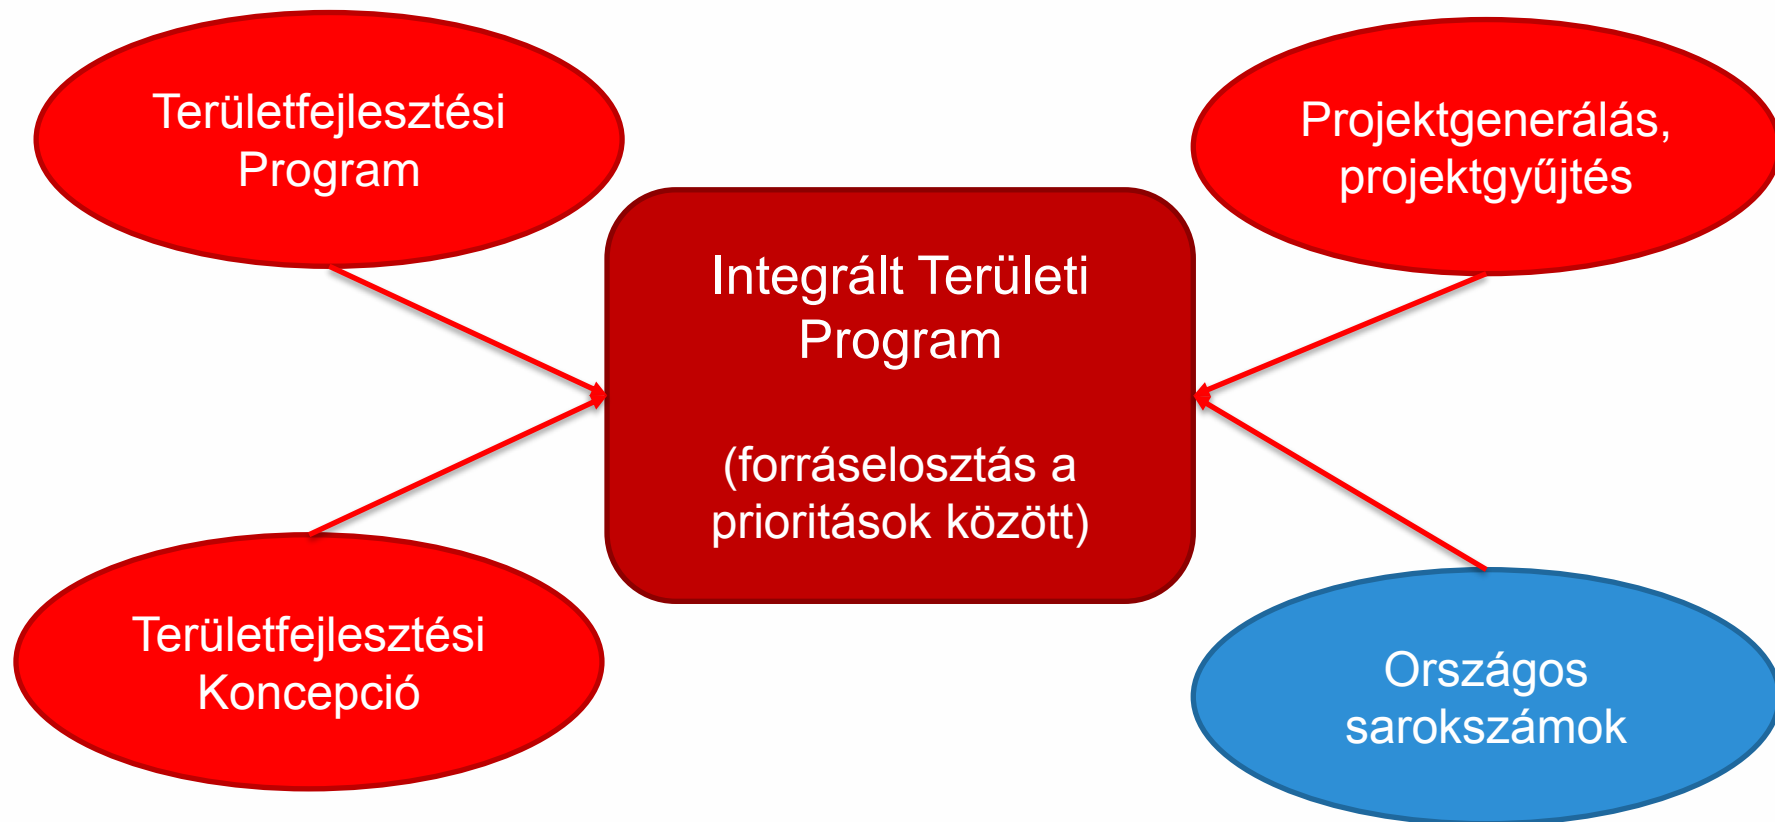 Területfejlesztési
Program
Projektgenerálás,
projektgyűjtés
Integrált Területi
Program
(forráselosztás a
prioritások között)
Területfejlesztési
Koncepció
Országos
sarokszámok